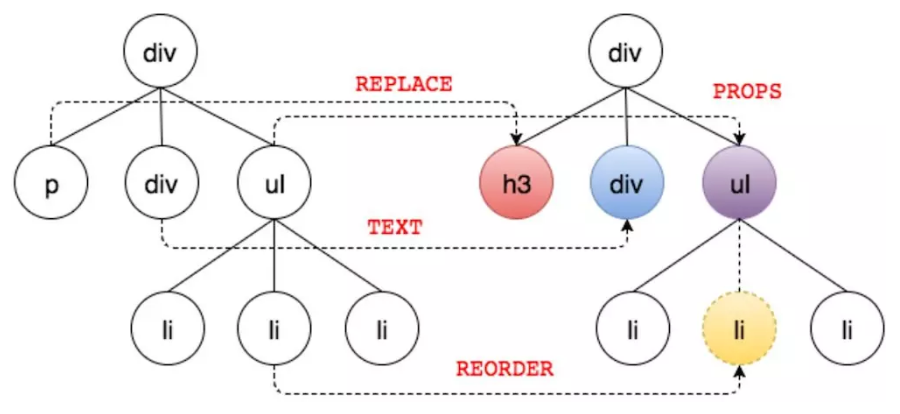 div
div
REPLACE
PROPS
p
div
ul
h3
div
ul
TEXT
li
li
li
li
li
li
REORDER